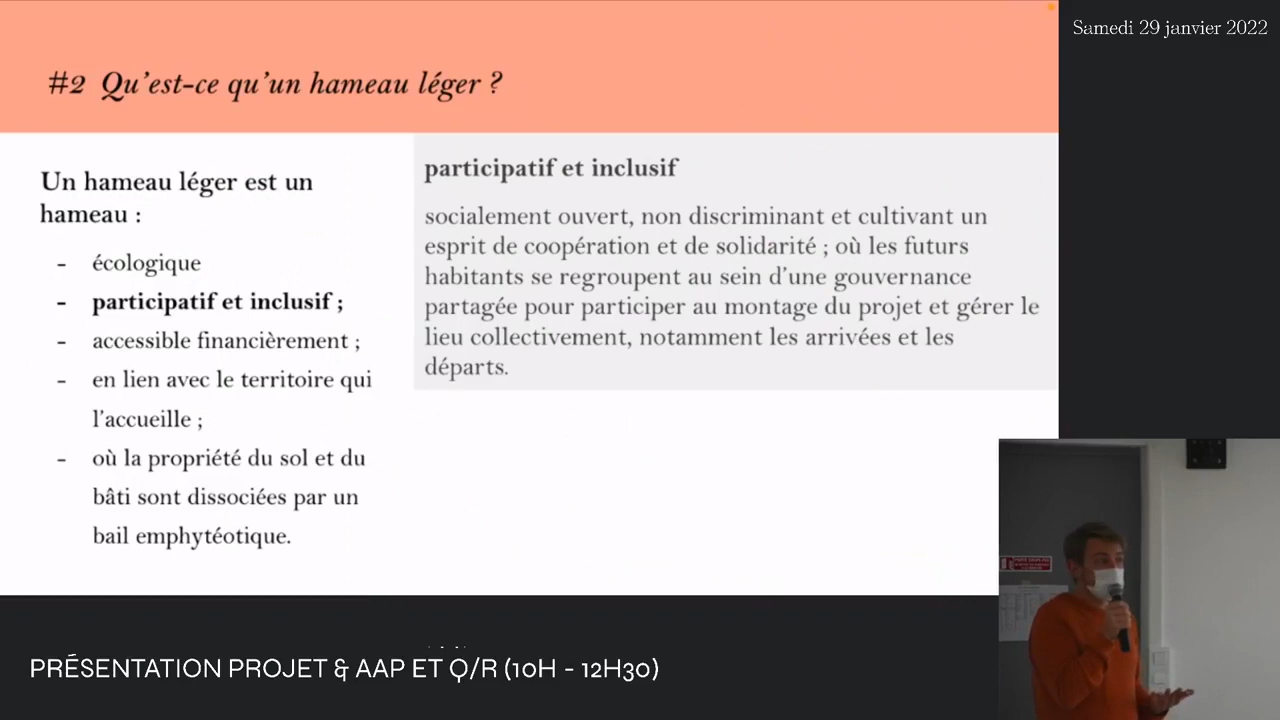 Samedi 29 janvier 2022
#2 Qu'est-ce qu'un hameau léger ?
Un hameau léger est un
hameau :
- écologique
- participatif et inclusif ;
- accessible financièrement ;
- en lien avec le territoire qui
l'accueille ;
- où la propriété du sol et du
bâti sont dissociées par un
bail emphytéotique.
participatif et inclusif
socialement ouvert, non discriminant et cultivant un
esprit de coopération et de solidarité ; où les futurs
habitants se regroupent au sein d'une gouvernance
partagée pour participer au montage du projet et gérer le
lieu collectivement, notamment les arrivées et les
départs.
PRÉSENTATION PROJET & AAP ET Q/R (10H - 12H30)